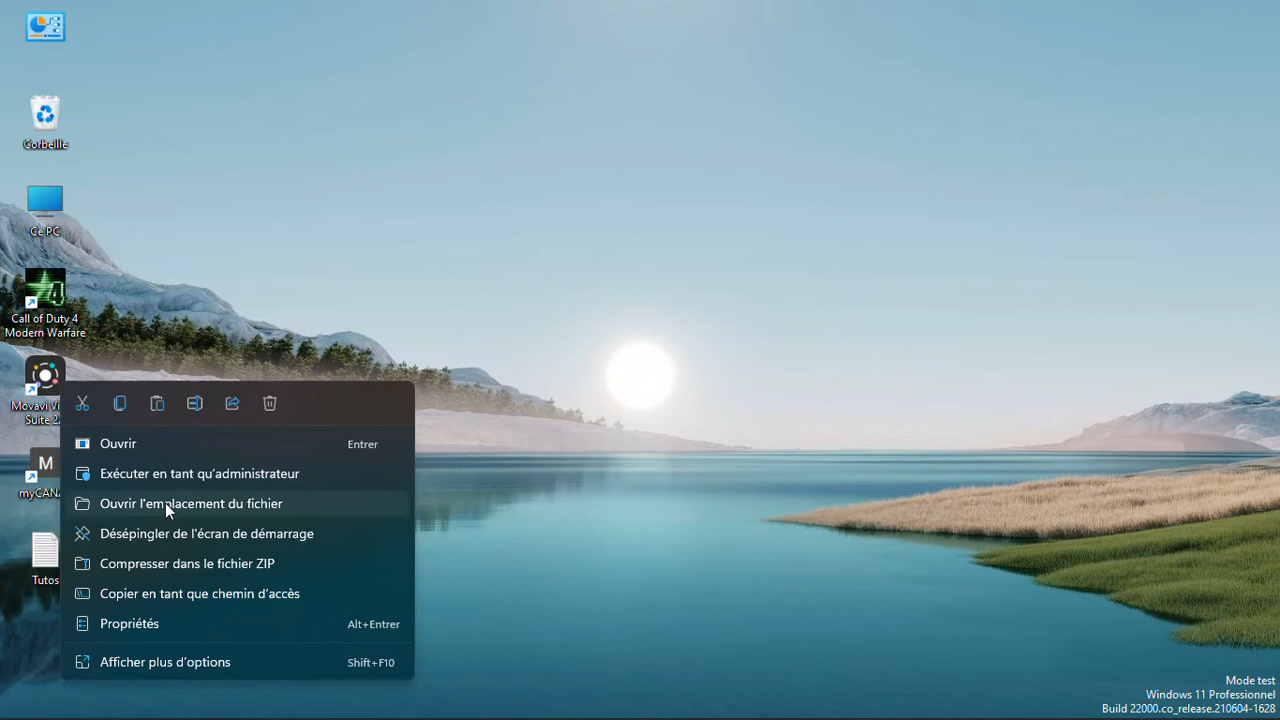 Corbeille
Ce PC
4
Call of Duty 4
Modern Warfare
Movavi Vi
Suite 2
M
myCAN
Tutos
Ouvrir Entrer
Exécuter en tant qu'administrateur
Ouvrir l'emplacement du fichier
Désépingler de l'écran de démarrage
Compresser dans le fichier ZIP
Copier en tant que chemin d'accès
Propriétés Alt+Entrer
Afficher plus d'options Shift+F10
Mode test
Windows 11 Professionnel
Build 22000.co_release.210604-1628